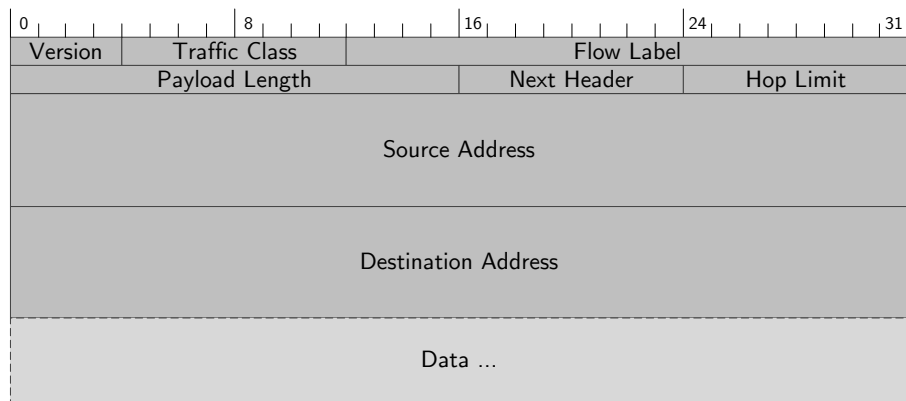 0 8 16 24 31
Version Traffic Class Flow Label
Payload Length Next Header Hop Limit
Source Address
Destination Address
Data ...